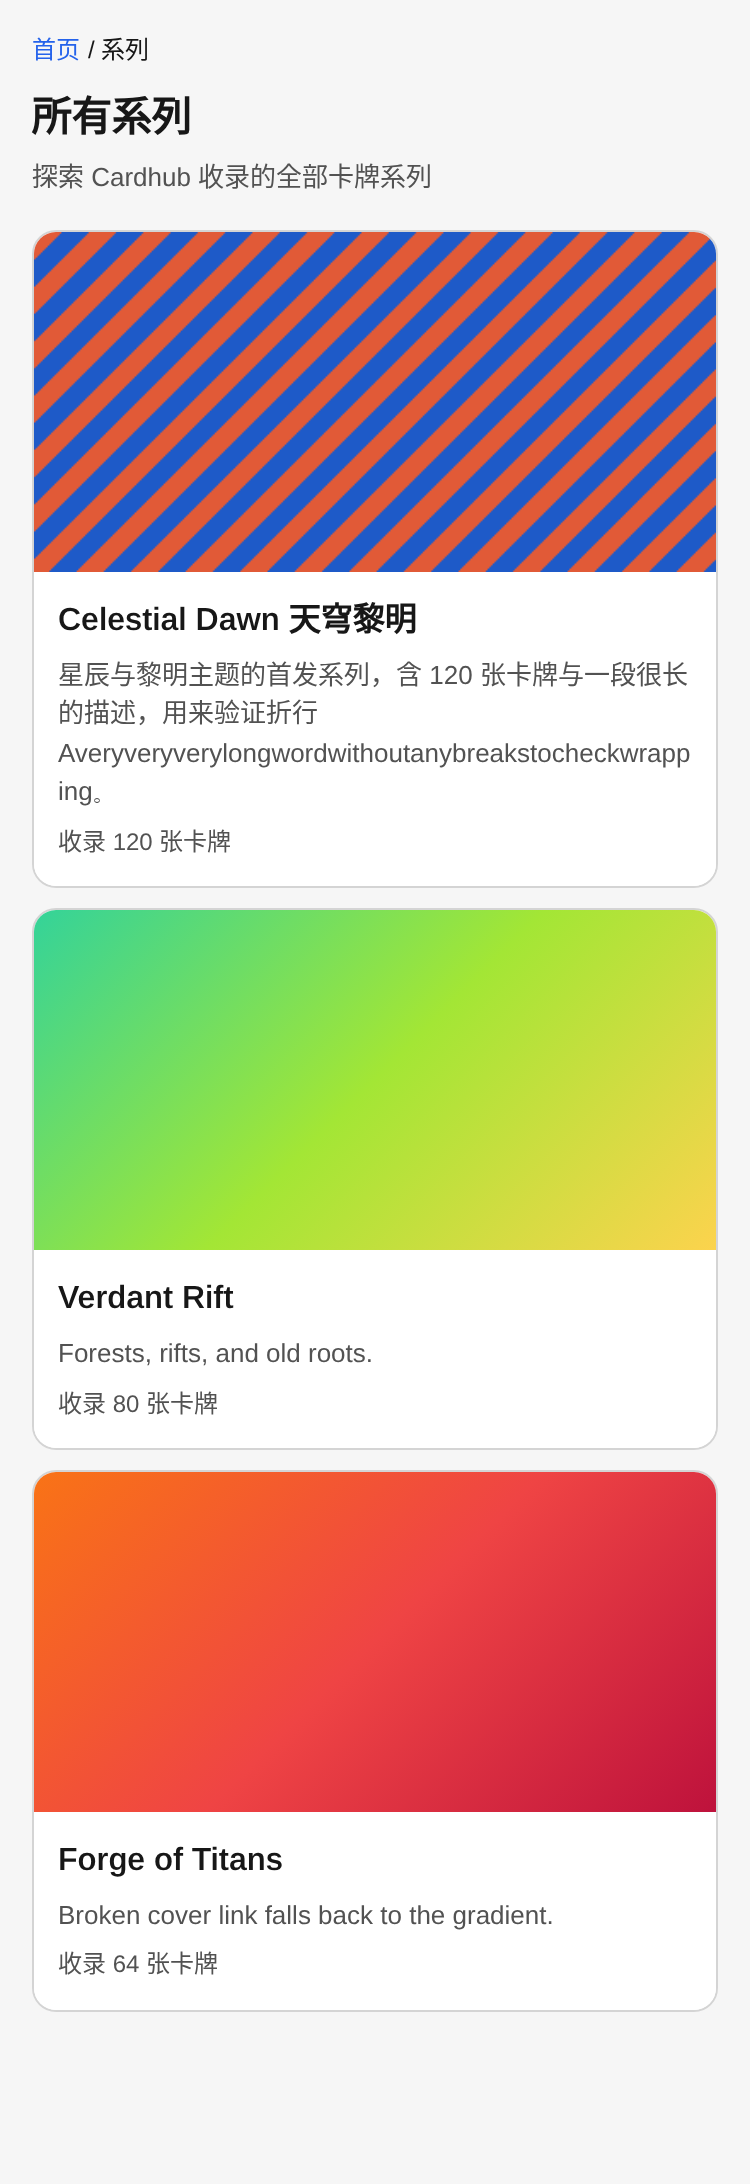 首页 / 系列
所有系列
探索 Cardhub 收录的全部卡牌系列
Celestial Dawn 天穹黎明
星辰与黎明主题的首发系列，含 120 张卡牌与一段很长
的描述，用来验证折行
Averyveryverylongwordwithoutanybreakstocheckwrapp
ing。
收录 120 张卡牌
Verdant Rift
Forests, rifts, and old roots.
收录 80 张卡牌
Forge of Titans
Broken cover link falls back to the gradient.
收录 64 张卡牌